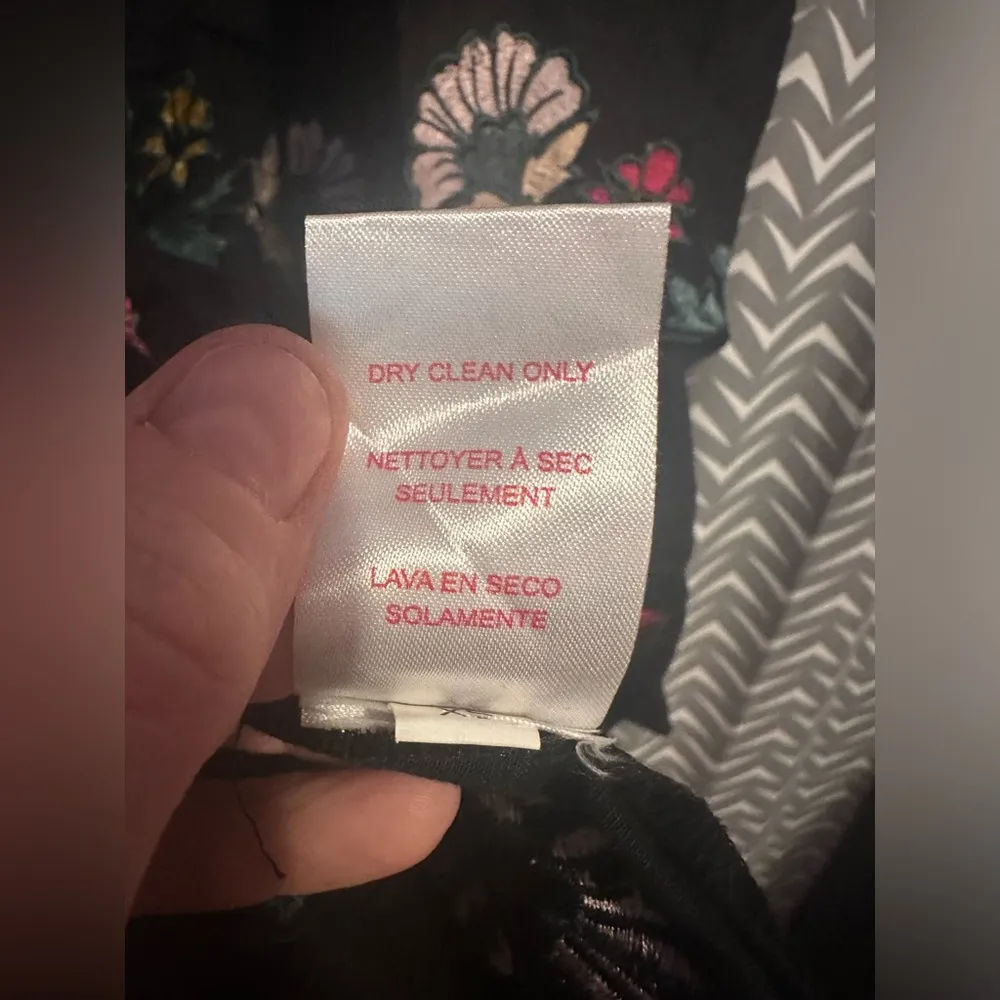 DRY CLEAN ONLY
NETTOYER À SEC
SEULEMENT
LAVA EN SECO
SOLAMENTE